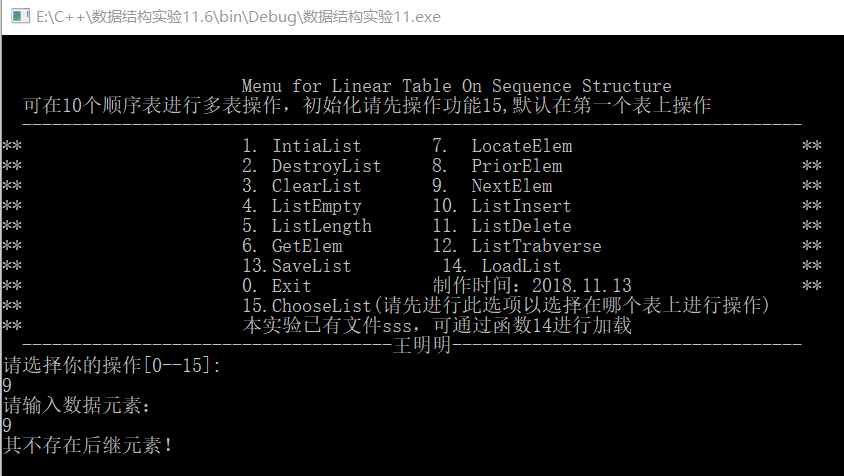 E:\C++\数据结构实验11.6\bin\Debug\数据结构实验11.exe
Menu for Linear Table On Sequence Structure
可在10个顺序表进行多表操作，初始化请先操作功能15,默认在第一个表上操作
------------------------------------------------------------------------------
** 1. IntiaList 7. LocateElem **
** 2. DestroyList 8. PriorElem **
** 3. ClearList 9. NextElem **
** 4. ListEmpty 10. ListInsert **
** 5. ListLength 11. ListDelete **
** 6. GetElem 12. ListTrabverse **
** 13.SaveList 14. LoadList **
** 0. Exit 制作时间：2018.11.13 **
** 15.ChooseList(请先进行此选项以选择在哪个表上进行操作)
** 本实验已有文件sss，可通过函数14进行加载
-------------------------------------王明明-----------------------------------
请选择你的操作[0--15]:
9
请输入数据元素：
9
其不存在后继元素！